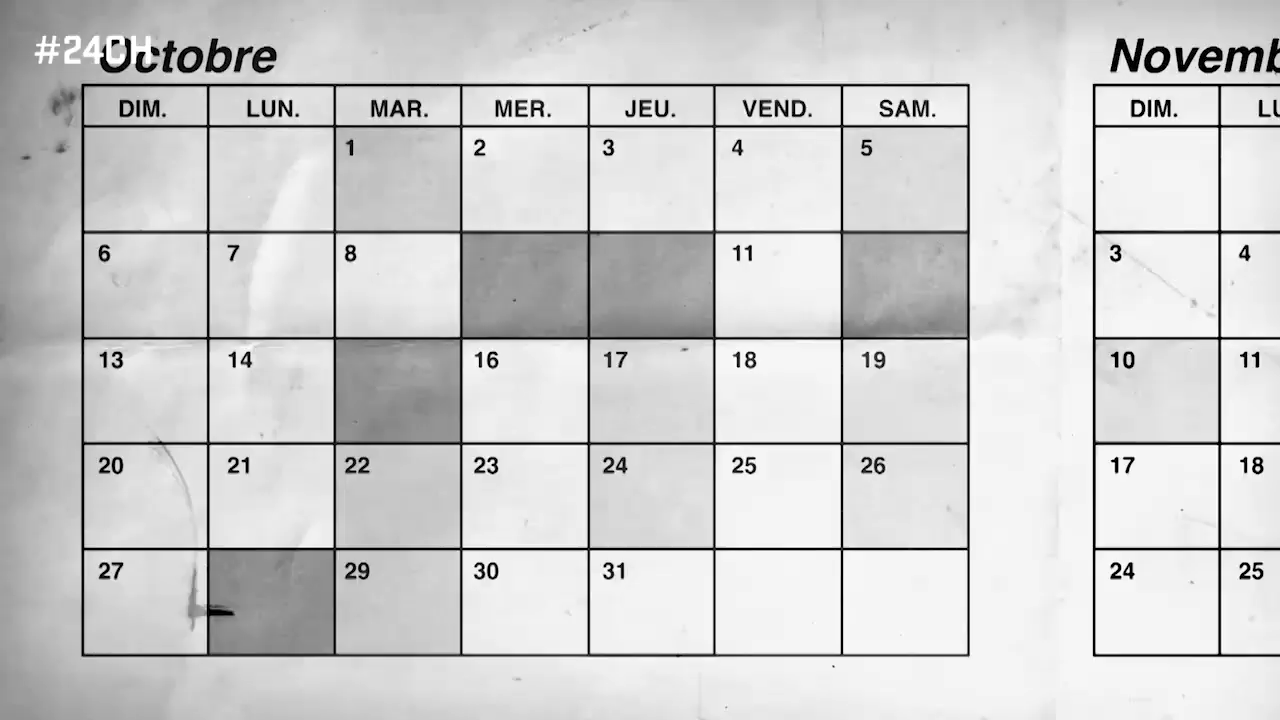 #24CH
Octobre
DIM. LUN. MAR. MER. JEU. VEND. SAM.
1 2 3 4 5
6 7 8 11
13 14 16 17 18 19
20 21 22 23 24 25 26
27 29 30 31
Novemb
DIM. LU
3 4
10 11
17 18
24 25